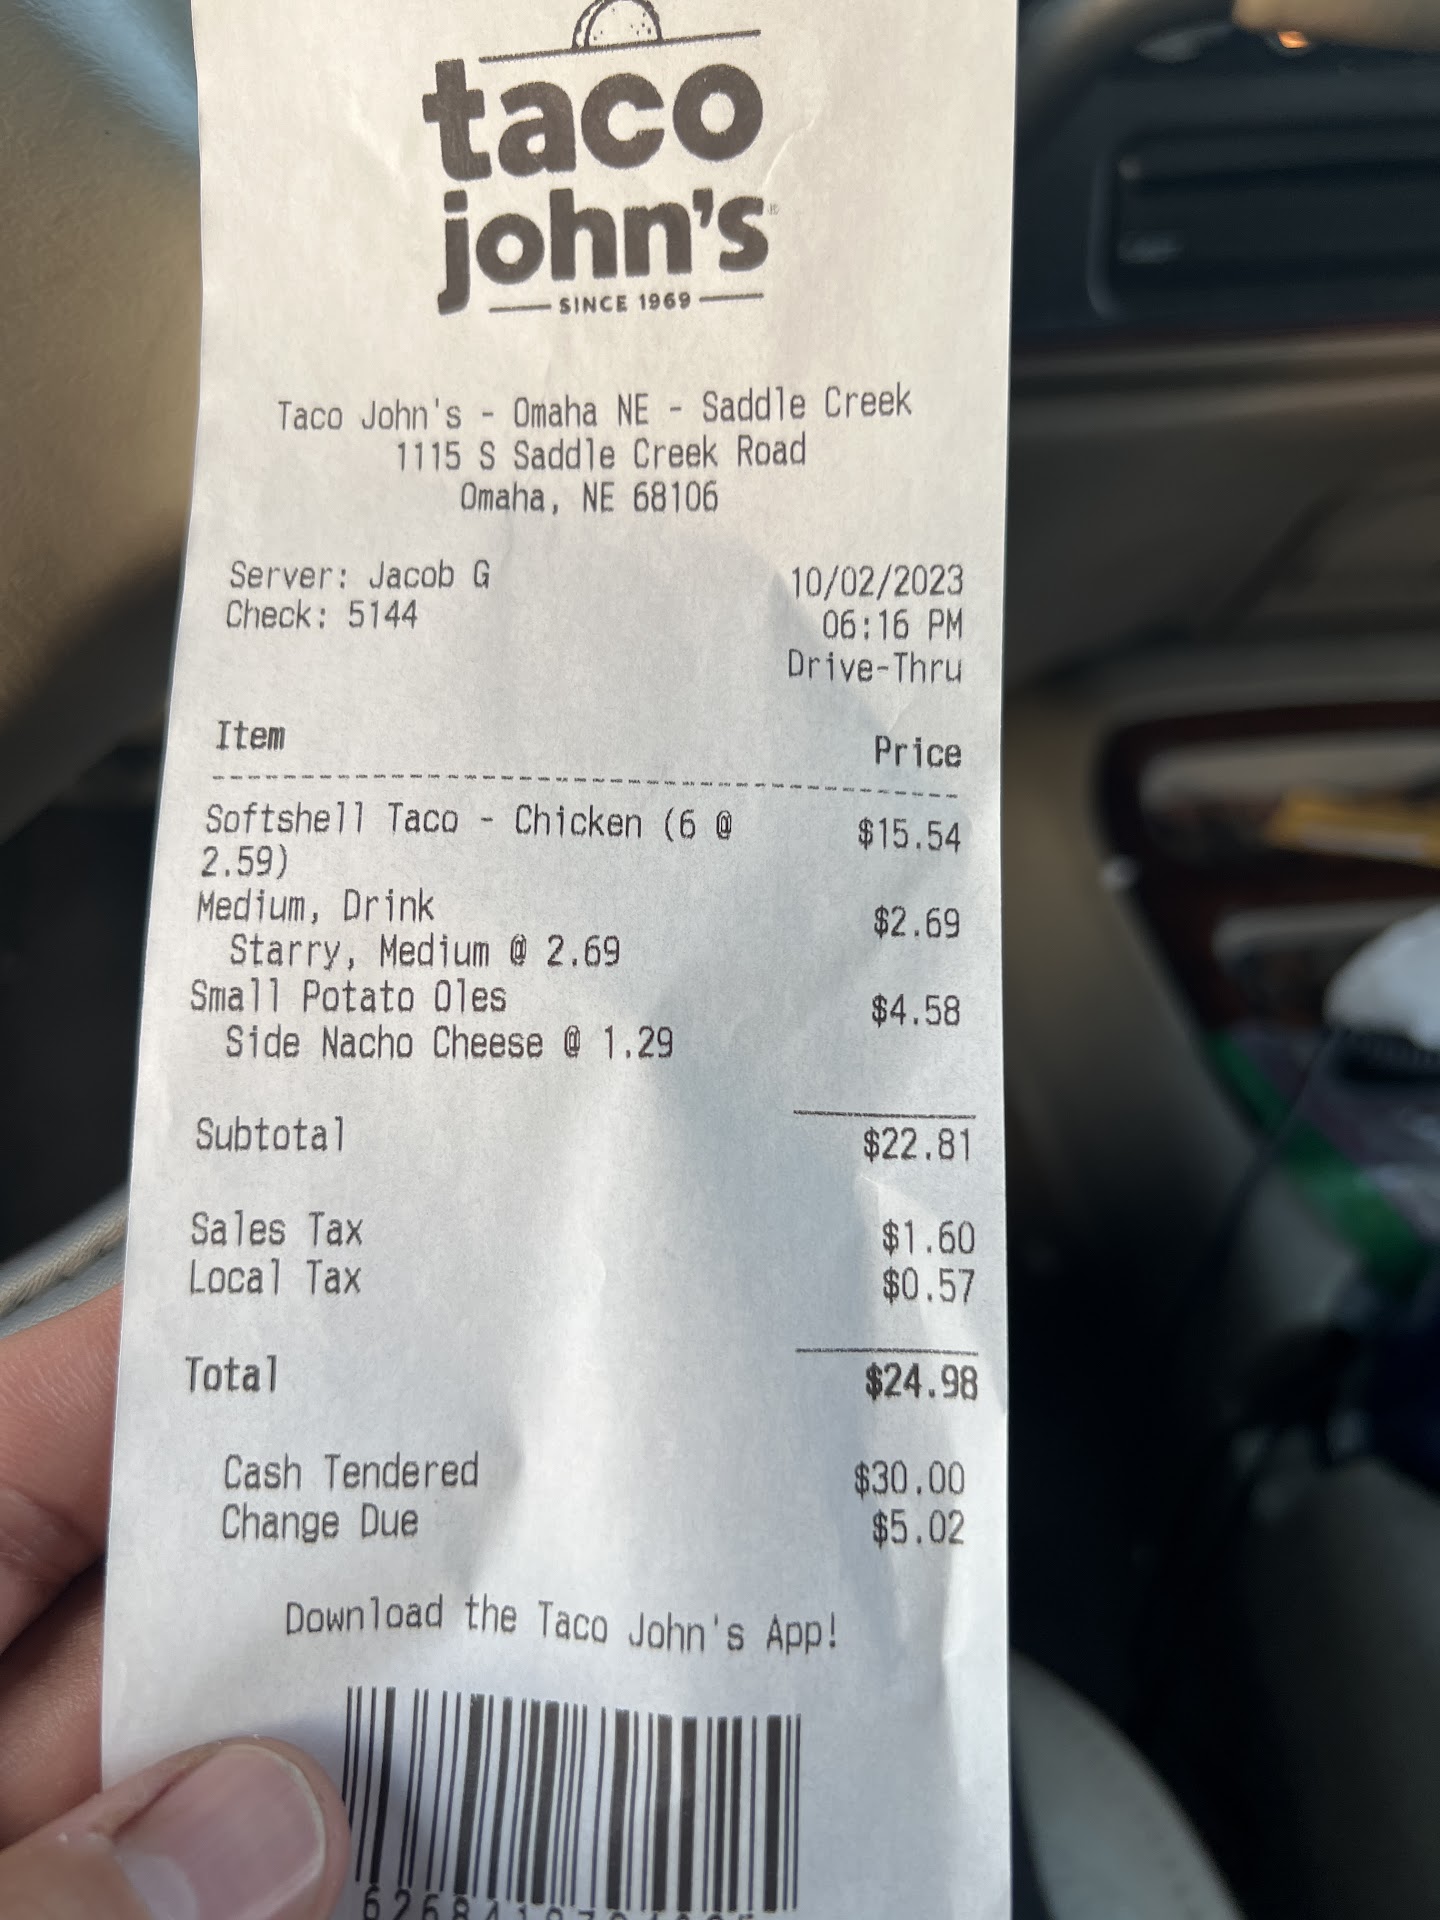 taco
john's®
SINCE 1969
Taco John's - Omaha NE - Saddle Creek
1115 S Saddle Creek Road
Omaha, NE 68106
Server: Jacob G
Check: 5144
10/02/2023
06:16 PM
Drive-Thru
Item Price
Softshell Taco - Chicken (6 @ $15.54
2.59)
Medium, Drink $2.69
Starry, Medium @ 2.69
Small Potato Oles $4.58
Side Nacho Cheese @ 1.29
Subtotal $22.81
Sales Tax $1.60
Local Tax $0.57
Total $24.98
Cash Tendered $30.00
Change Due $5.02
Download the Taco John's App!